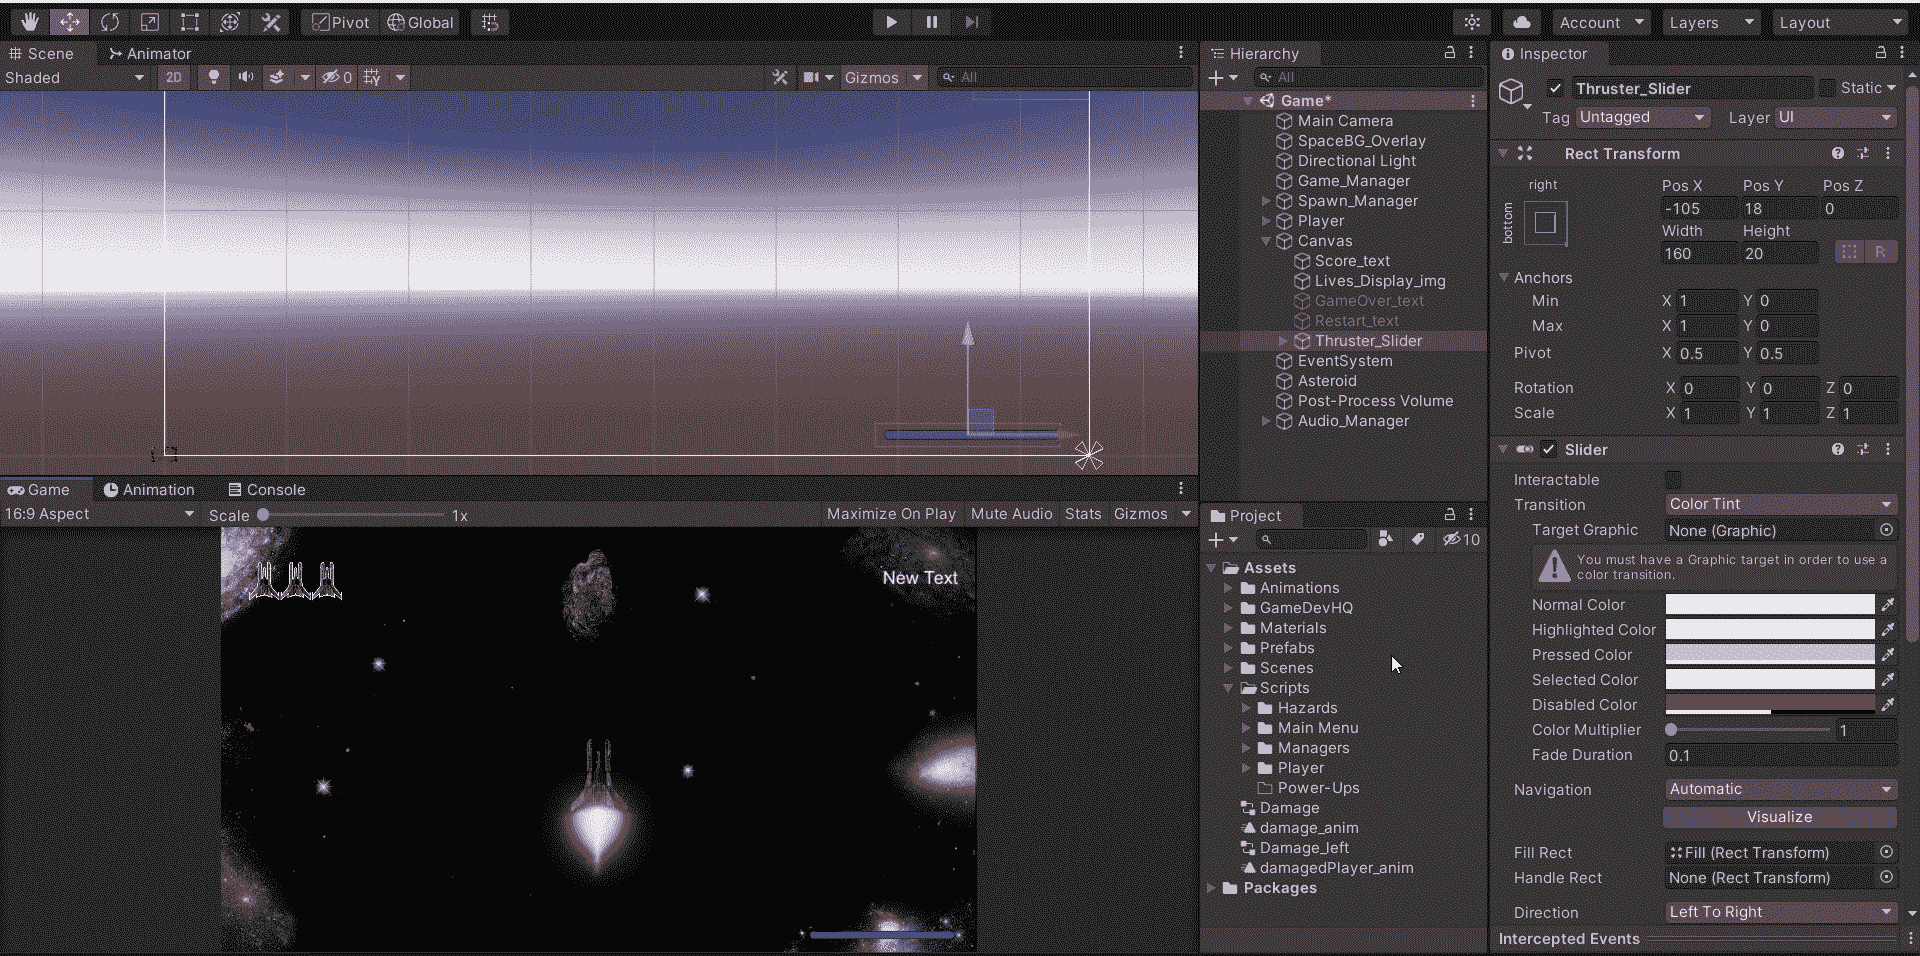 Pivot Global Account Layers Layout
Scene Animator
Shaded 2D 0 Gizmos All
Game Animation Console
16:9 Aspect Scale 1x Maximize On Play Mute Audio Stats Gizmos
New Text
Hierarchy
All
Game*
Main Camera
SpaceBG_Overlay
Directional Light
Game_Manager
Spawn_Manager
Player
Canvas
Score_text
Lives_Display_img
GameOver_text
Restart_text
Thruster_Slider
EventSystem
Asteroid
Post-Process Volume
Audio_Manager
Project
10
Assets
Animations
GameDevHQ
Materials
Prefabs
Scenes
Scripts
Hazards
Main Menu
Managers
Player
Power-Ups
Damage
damage_anim
Damage_left
damagedPlayer_anim
Packages
Inspector
Thruster_Slider Static
Tag Untagged Layer UI
Rect Transform
right
bottom
Pos X Pos Y Pos Z
-105 18 0
Width Height
160 20 R
Anchors
Min X 1 Y 0
Max X 1 Y 0
Pivot X 0.5 Y 0.5
Rotation X 0 Y 0 Z 0
Scale X 1 Y 1 Z 1
Slider
Interactable
Transition Color Tint
Target Graphic None (Graphic)
You must have a Graphic target in order to use a
color transition.
Normal Color
Highlighted Color
Pressed Color
Selected Color
Disabled Color
Color Multiplier 1
Fade Duration 0.1
Navigation Automatic
Visualize
Fill Rect Fill (Rect Transform)
Handle Rect None (Rect Transform)
Direction Left To Right
Intercepted Events